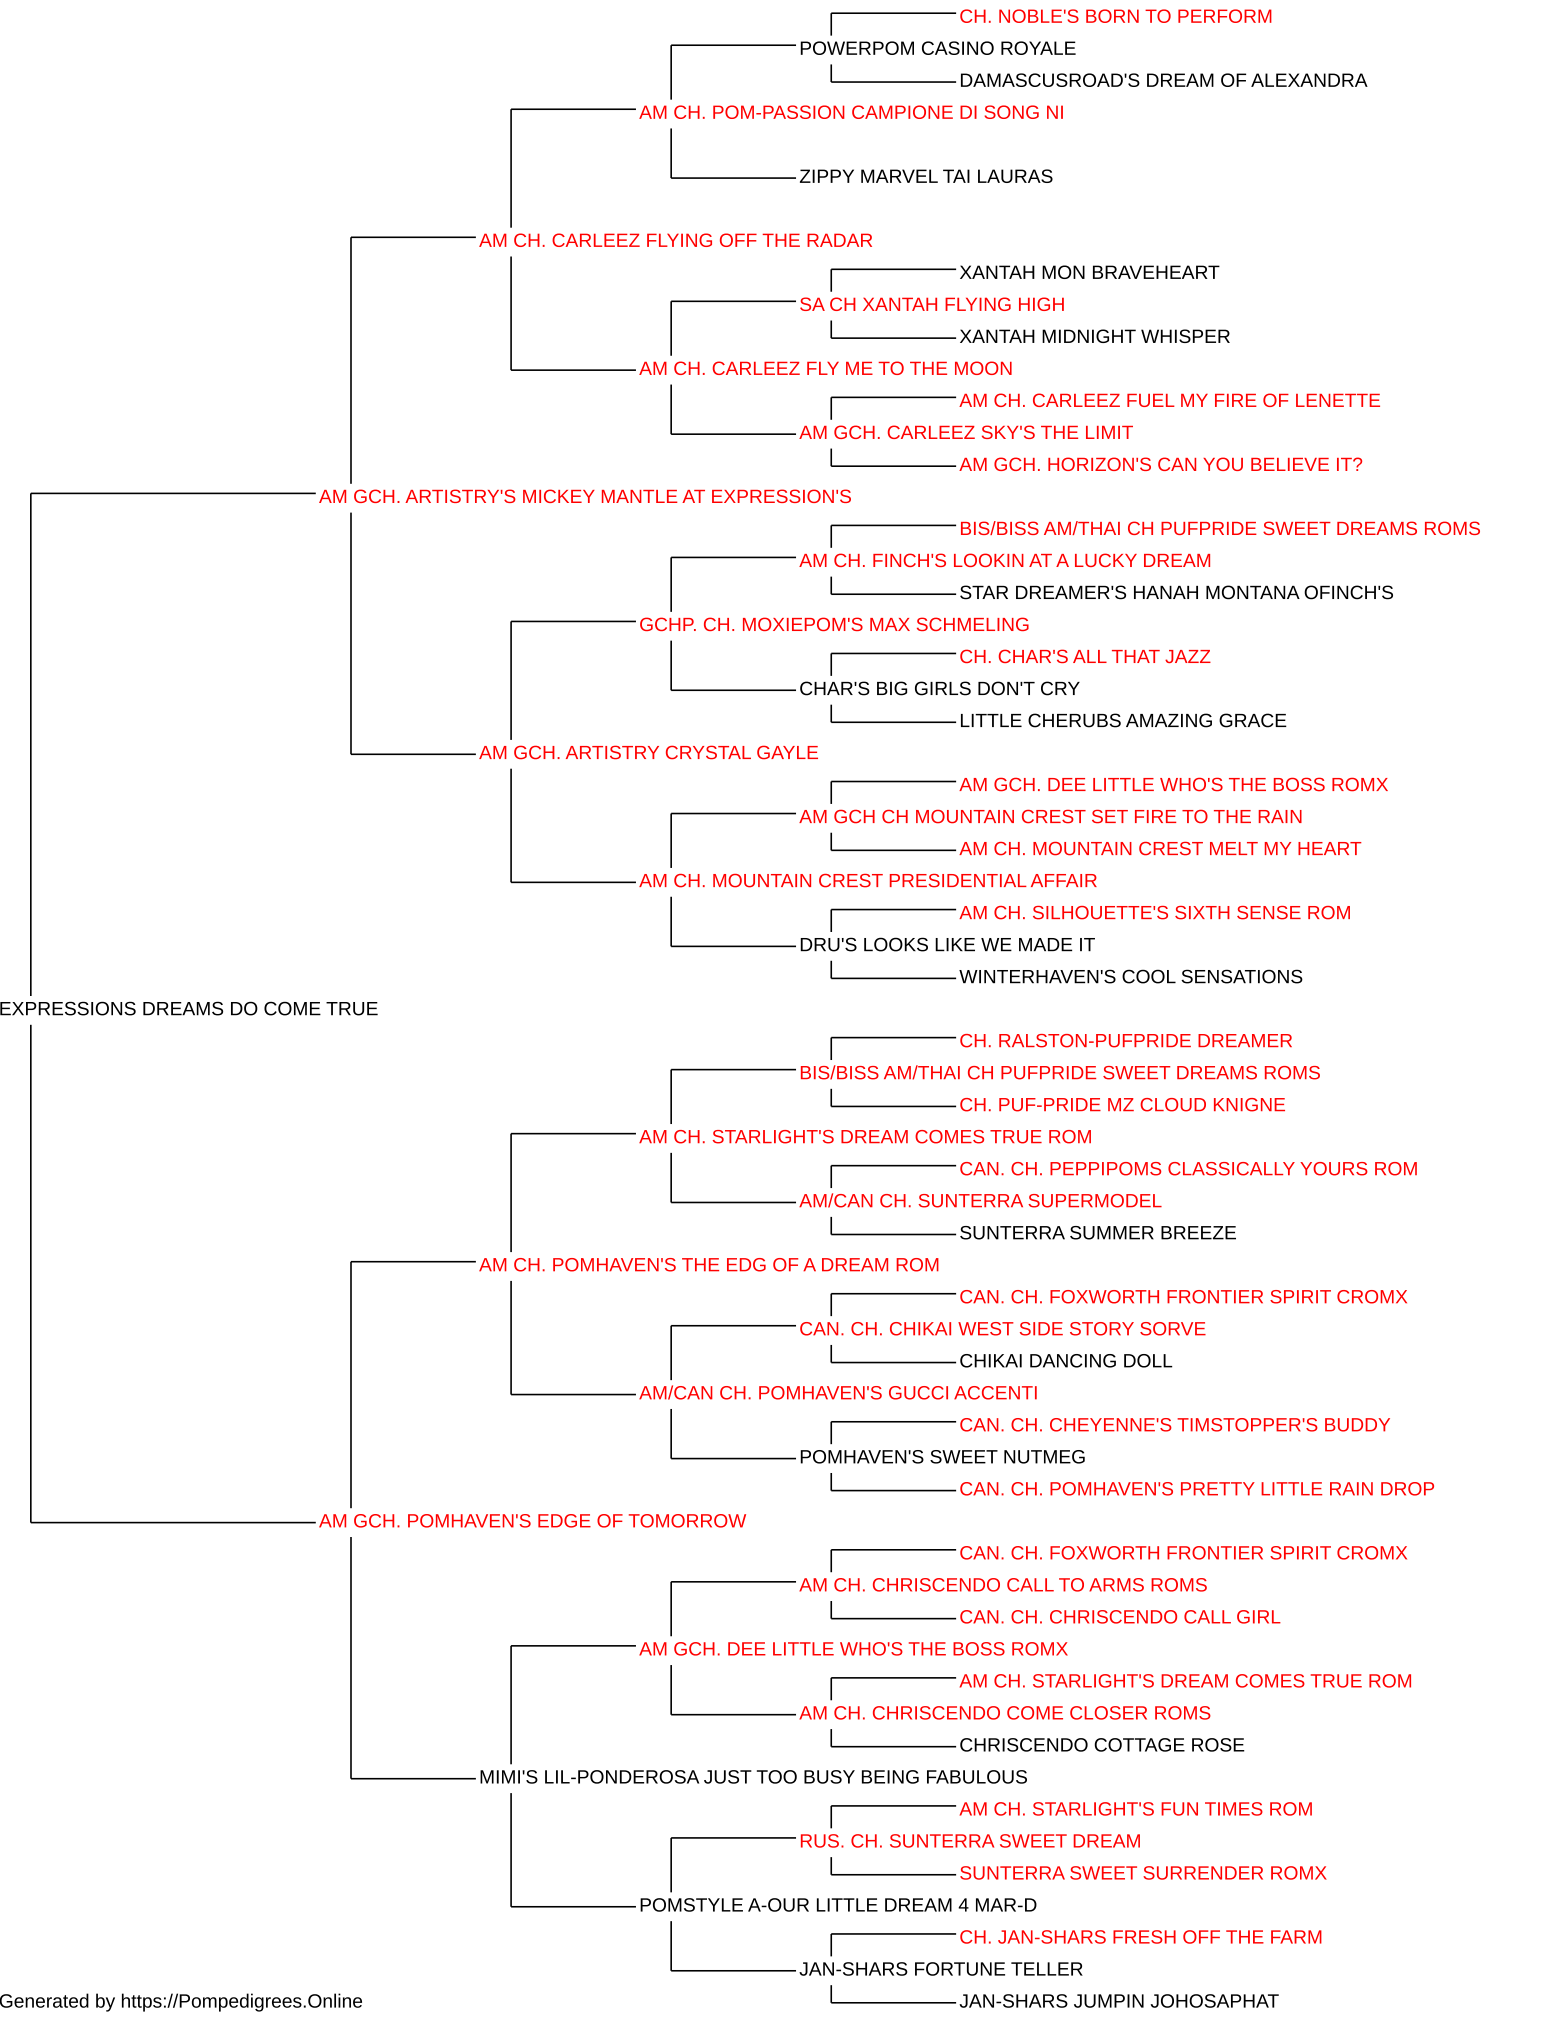 CH. NOBLE'S BORN TO PERFORM
POWERPOM CASINO ROYALE
DAMASCUSROAD'S DREAM OF ALEXANDRA
AM CH. POM-PASSION CAMPIONE DI SONG NI
ZIPPY MARVEL TAI LAURAS
AM CH. CARLEEZ FLYING OFF THE RADAR
XANTAH MON BRAVEHEART
SA CH XANTAH FLYING HIGH
XANTAH MIDNIGHT WHISPER
AM CH. CARLEEZ FLY ME TO THE MOON
AM CH. CARLEEZ FUEL MY FIRE OF LENETTE
AM GCH. CARLEEZ SKY'S THE LIMIT
AM GCH. HORIZON'S CAN YOU BELIEVE IT?
AM GCH. ARTISTRY'S MICKEY MANTLE AT EXPRESSION'S
BIS/BISS AM/THAI CH PUFPRIDE SWEET DREAMS ROMS
AM CH. FINCH'S LOOKIN AT A LUCKY DREAM
STAR DREAMER'S HANAH MONTANA OFINCH'S
GCHP. CH. MOXIEPOM'S MAX SCHMELING
CH. CHAR'S ALL THAT JAZZ
CHAR'S BIG GIRLS DON'T CRY
LITTLE CHERUBS AMAZING GRACE
AM GCH. ARTISTRY CRYSTAL GAYLE
AM GCH. DEE LITTLE WHO'S THE BOSS ROMX
AM GCH CH MOUNTAIN CREST SET FIRE TO THE RAIN
AM CH. MOUNTAIN CREST MELT MY HEART
AM CH. MOUNTAIN CREST PRESIDENTIAL AFFAIR
AM CH. SILHOUETTE'S SIXTH SENSE ROM
DRU'S LOOKS LIKE WE MADE IT
WINTERHAVEN'S COOL SENSATIONS
EXPRESSIONS DREAMS DO COME TRUE
CH. RALSTON-PUFPRIDE DREAMER
BIS/BISS AM/THAI CH PUFPRIDE SWEET DREAMS ROMS
CH. PUF-PRIDE MZ CLOUD KNIGNE
AM CH. STARLIGHT'S DREAM COMES TRUE ROM
CAN. CH. PEPPIPOMS CLASSICALLY YOURS ROM
AM/CAN CH. SUNTERRA SUPERMODEL
SUNTERRA SUMMER BREEZE
AM CH. POMHAVEN'S THE EDG OF A DREAM ROM
CAN. CH. FOXWORTH FRONTIER SPIRIT CROMX
CAN. CH. CHIKAI WEST SIDE STORY SORVE
CHIKAI DANCING DOLL
AM/CAN CH. POMHAVEN'S GUCCI ACCENTI
CAN. CH. CHEYENNE'S TIMSTOPPER'S BUDDY
POMHAVEN'S SWEET NUTMEG
CAN. CH. POMHAVEN'S PRETTY LITTLE RAIN DROP
AM GCH. POMHAVEN'S EDGE OF TOMORROW
CAN. CH. FOXWORTH FRONTIER SPIRIT CROMX
AM CH. CHRISCENDO CALL TO ARMS ROMS
CAN. CH. CHRISCENDO CALL GIRL
AM GCH. DEE LITTLE WHO'S THE BOSS ROMX
AM CH. STARLIGHT'S DREAM COMES TRUE ROM
AM CH. CHRISCENDO COME CLOSER ROMS
CHRISCENDO COTTAGE ROSE
MIMI'S LIL-PONDEROSA JUST TOO BUSY BEING FABULOUS
AM CH. STARLIGHT'S FUN TIMES ROM
RUS. CH. SUNTERRA SWEET DREAM
SUNTERRA SWEET SURRENDER ROMX
POMSTYLE A-OUR LITTLE DREAM 4 MAR-D
CH. JAN-SHARS FRESH OFF THE FARM
JAN-SHARS FORTUNE TELLER
JAN-SHARS JUMPIN JOHOSAPHAT
Generated by https://Pompedigrees.Online